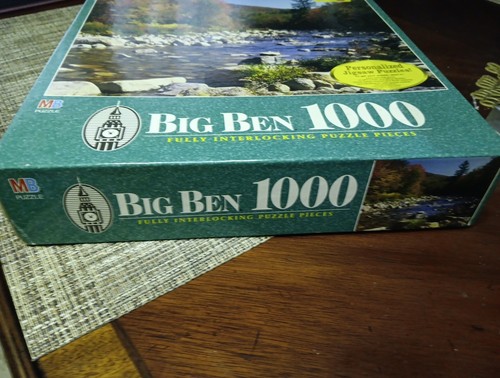 Personalized
Jigsaw Puzzles!
MB
PUZZLE
BIG BEN 1000
FULLY INTERLOCKING PUZZLE PIECES
MB
PUZZLE
BIG BEN 1000
FULLY INTERLOCKING PUZZLE PIECES